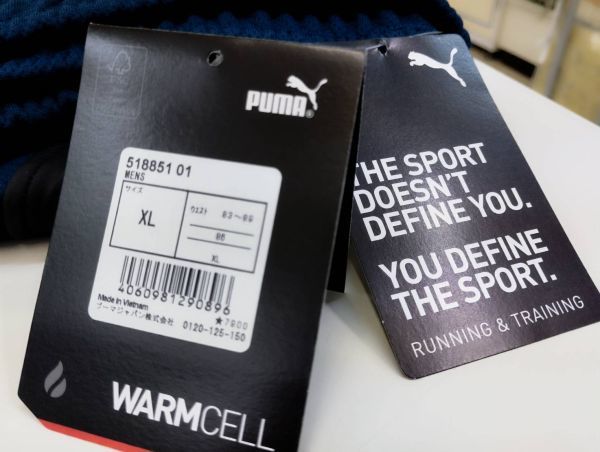 PUMA®
518851 01
MENS
サイズ
XL
ウエスト 83～89
86
XL
4060981290896
★7900
Made in Vietnam
プーマジャパン株式会社 0120-125-150
WARMCELL
THE SPORT
DOESN'T
DEFINE YOU.
YOU DEFINE
THE SPORT.
RUNNING & TRAINING